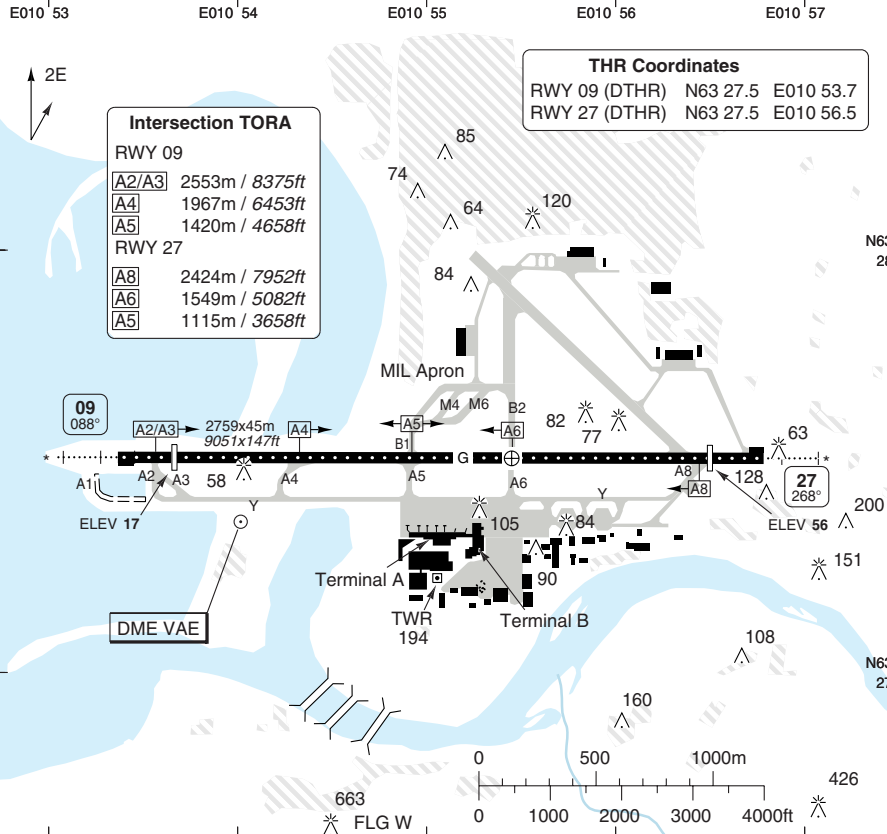 E010 53
E010 54
E010 55
E010 56
E010 57
2E
THR Coordinates
RWY 09 (DTHR) N63 27.5 E010 53.7
RWY 27 (DTHR) N63 27.5 E010 56.5
Intersection TORA
RWY 09
A2/A3 2553m / 8375ft
A4 1967m / 6453ft
A5 1420m / 4658ft
RWY 27
A8 2424m / 7952ft
A6 1549m / 5082ft
A5 1115m / 3658ft
85
74
64
120
N63
28
84
MIL Apron
M4 M6
B2
82
77
09
088°
A2/A3
2759x45m
9051x147ft
A4
A5
A6
B1
63
G
A1
A2
A3
58
A4
A5
A6
A8
128
27
268°
Y
Y
A8
ELEV 17
ELEV 56
105
84
200
151
90
Terminal A
Terminal B
TWR
194
DME VAE
108
N63
27
160
0 500 1000m
0 1000 2000 3000 4000ft
663
FLG W
426